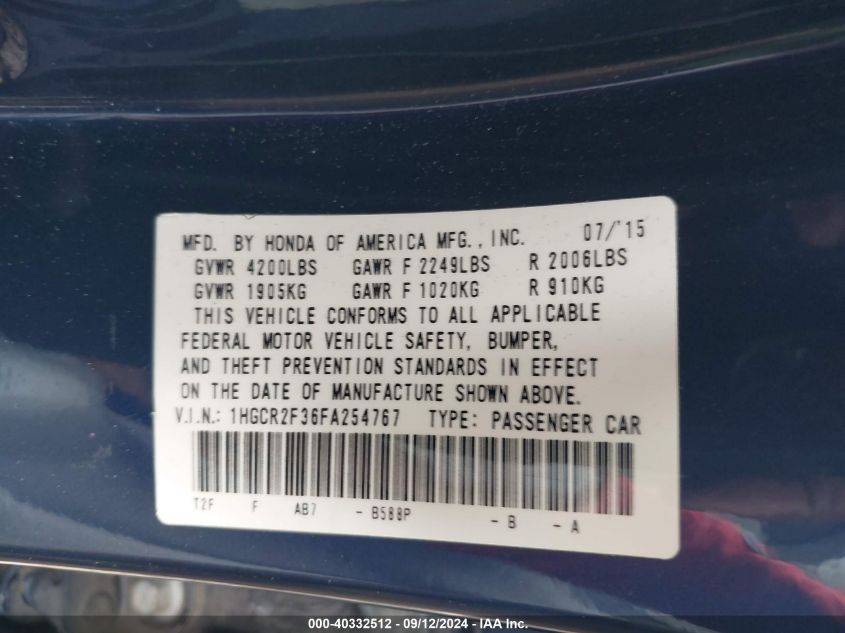 MFD. BY HONDA OF AMERICA MFG., INC. 07/'15
GVWR 4200LBS GAWR F 2249LBS R 2006LBS
GVWR 1905KG GAWR F 1020KG R 910KG
THIS VEHICLE CONFORMS TO ALL APPLICABLE
FEDERAL MOTOR VEHICLE SAFETY, BUMPER,
AND THEFT PREVENTION STANDARDS IN EFFECT
ON THE DATE OF MANUFACTURE SHOWN ABOVE.
V.I.N.: 1HGCR2F36FA254767 TYPE: PASSENGER CAR
T2F F AB7 - B588P - B - A
000-40332512 - 09/12/2024 - IAA Inc.